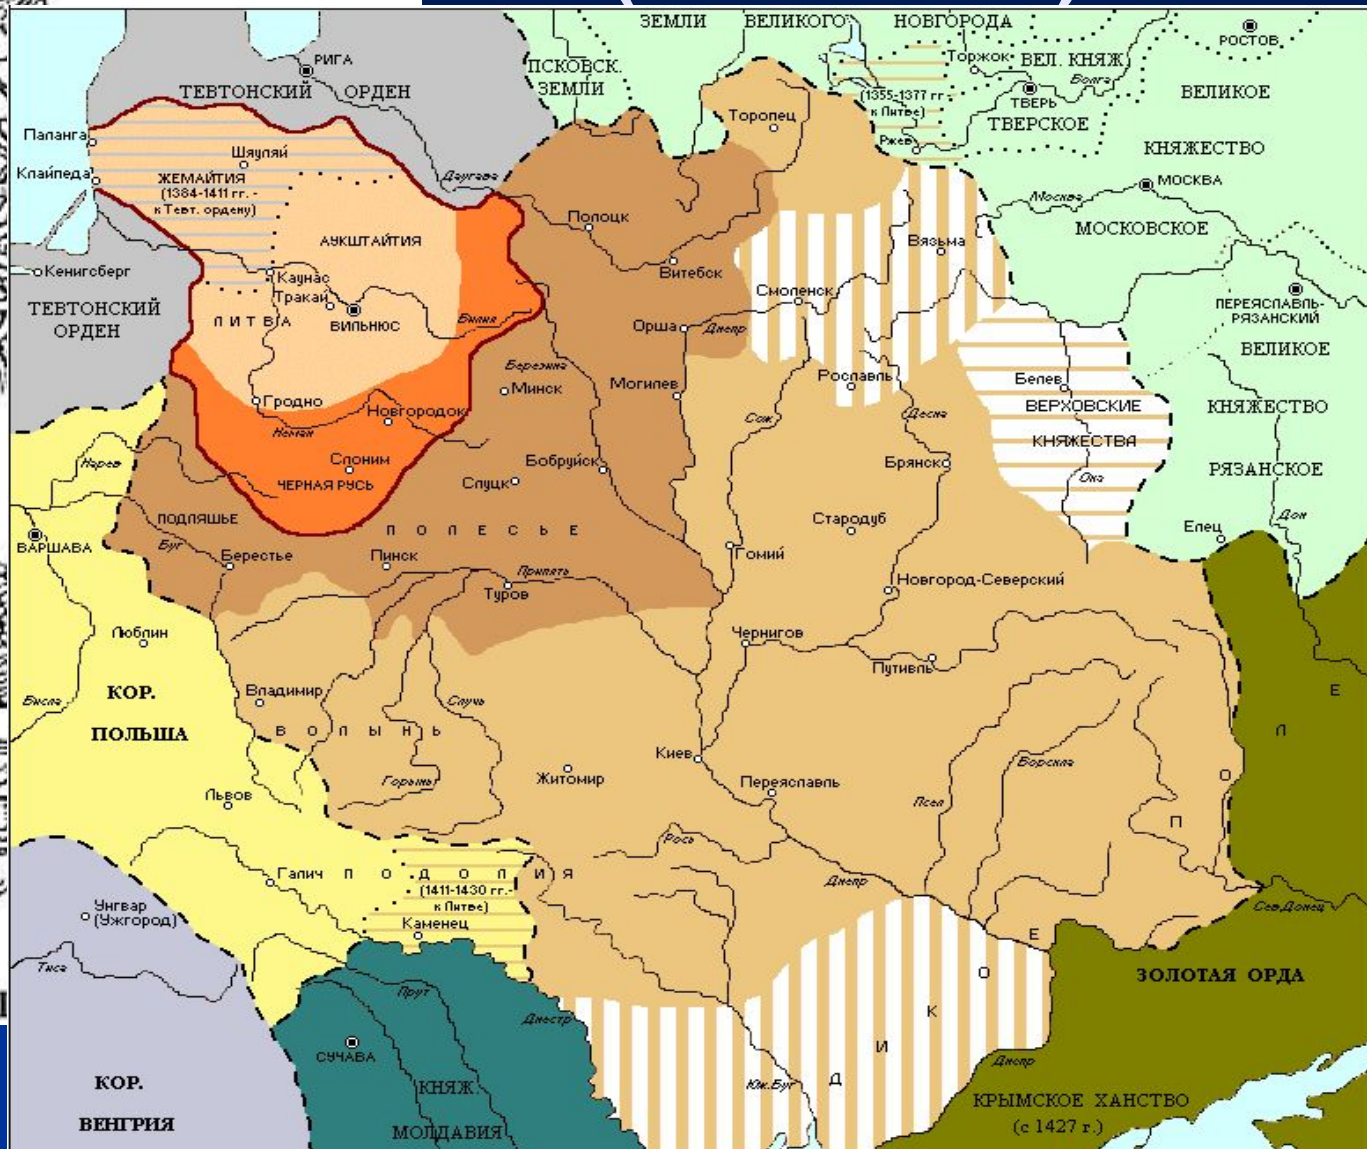 ЗЕМЛИ ВЕЛИКОГО НОВГОРОДА
РОСТОВ
ПСКОВСК.
ЗЕМЛИ
Торжок
ВЕЛ. КНЯЖ
Волга
РИГА
ТЕВТОНСКИЙ ОРДЕН
(1355-1377 гг -
к Литве)
ТВЕРЬ
ТВЕРСКОЕ
ВЕЛИКОЕ
Торопец
Ржев
Паланга
Шяуляй
КНЯЖЕСТВО
Клайпеда
ЖЕМАЙТИЯ
(1384-1411 гг. -
к Тевт. ордену)
Даугава
МОСКВА
Москва
Полоцк
МОСКОВСКОЕ
АУКШТАЙТИЯ
Вязьма
Кенигсберг
Каунас
Витебск
Тракай
Смоленск
ПЕРЕЯСЛАВЛЬ-
РЯЗАНСКИЙ
ТЕВТОНСКИЙ
ОРДЕН
ЛИТВА
ВИЛЬНЮС
Вилия
Орша
Днепр
ВЕЛИКОЕ
Березина
Минск
Могилев
Рославль
Белев
Гродно
Новгородок
Неман
Сож
Десна
ВЕРХОВСКИЕ
КНЯЖЕСТВА
КНЯЖЕСТВО
Нарев
Слоним
Бобруйск
Брянск
Ока
РЯЗАНСКОЕ
ЧЕРНАЯ РУСЬ
Слуцк
ПОДЛЯШЬЕ
ПОЛЕСЬЕ
Стародуб
Елец
Дон
ВАРШАВА
Буг
Берестье
Пинск
Припять
Туров
Гомий
Новгород-Северский
Люблин
Чернигов
Путивль
КОР.
ПОЛЬША
Висла
Владимир
Случь
ВОЛЫНЬ
Киев
Горынь
Житомир
Переяславль
Ворскла
Псел
Львов
Рось
Галич
ПОДОЛИЯ
(1411-1430 гг.-
к Литве)
Днепр
Унгвар
(Ужгород)
Каменец
Сев.Донец
Тиса
Прут
ДИКОЕ ПОЛЕ
ЗОЛОТАЯ ОРДА
Днестр
СУЧАВА
Днепр
КОР.
ВЕНГРИЯ
КНЯЖ.
МОЛДАВИЯ
Юж.Буг
КРЫМСКОЕ ХАНСТВО
(с 1427 г.)